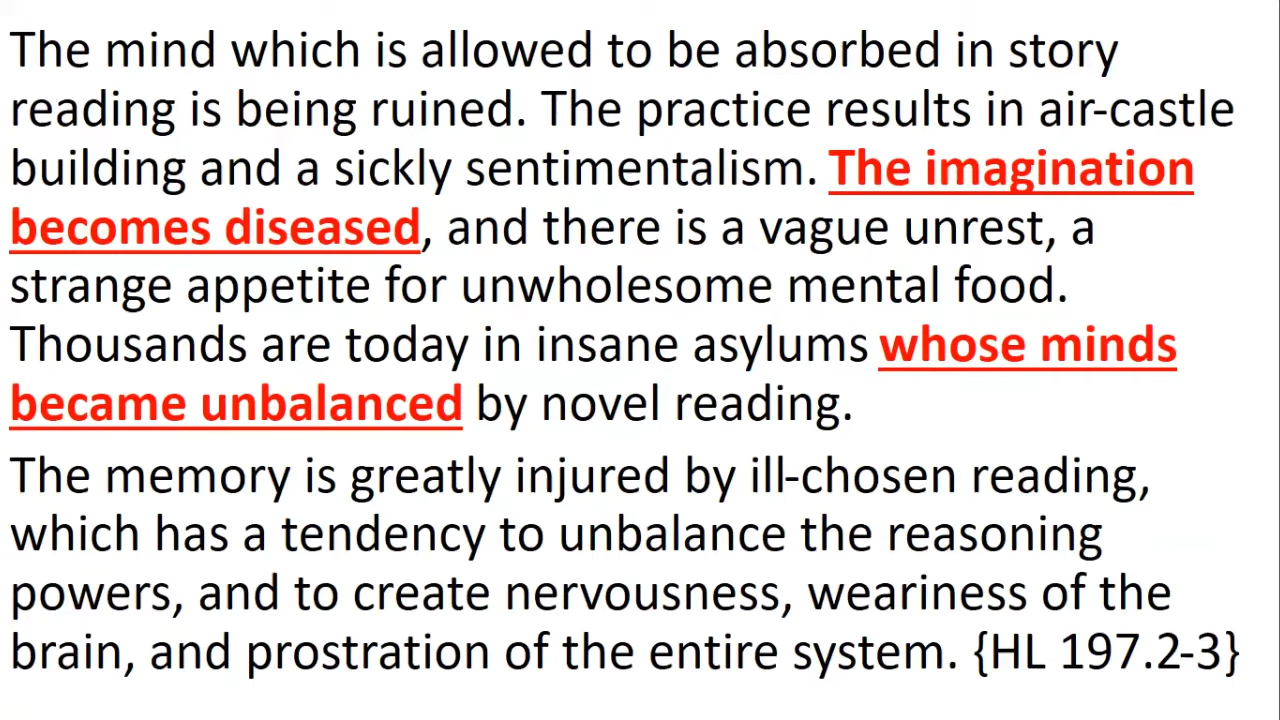 The mind which is allowed to be absorbed in story
reading is being ruined. The practice results in air-castle
building and a sickly sentimentalism. The imagination
becomes diseased, and there is a vague unrest, a
strange appetite for unwholesome mental food.
Thousands are today in insane asylums whose minds
became unbalanced by novel reading.
The memory is greatly injured by ill-chosen reading,
which has a tendency to unbalance the reasoning
powers, and to create nervousness, weariness of the
brain, and prostration of the entire system. {HL 197.2-3}